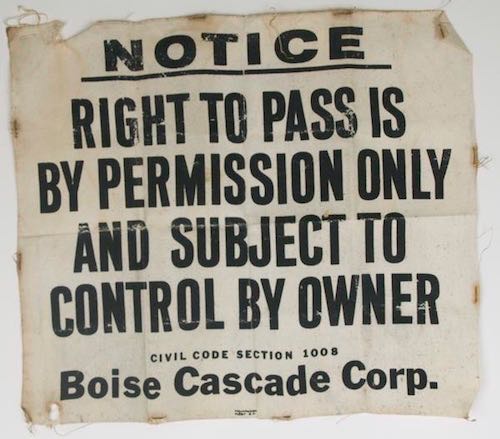 NOTICE
RIGHT TO PASS IS
BY PERMISSION ONLY
AND SUBJECT TO
CONTROL BY OWNER
CIVIL CODE SECTION 1008
Boise Cascade Corp.